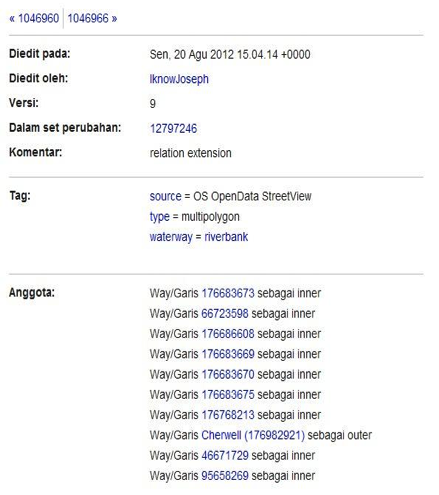 « 1046960 | 1046966 »
Diedit pada: Sen, 20 Agu 2012 15.04.14 +0000
Diedit oleh: IknowJoseph
Versi: 9
Dalam set perubahan: 12797246
Komentar: relation extension
Tag: source = OS OpenData StreetView
type = multipolygon
waterway = riverbank
Anggota: Way/Garis 176683673 sebagai inner
Way/Garis 66723598 sebagai inner
Way/Garis 176686608 sebagai inner
Way/Garis 176683669 sebagai inner
Way/Garis 176683670 sebagai inner
Way/Garis 176683675 sebagai inner
Way/Garis 176768213 sebagai inner
Way/Garis Cherwell (176982921) sebagai outer
Way/Garis 46671729 sebagai inner
Way/Garis 95658269 sebagai inner